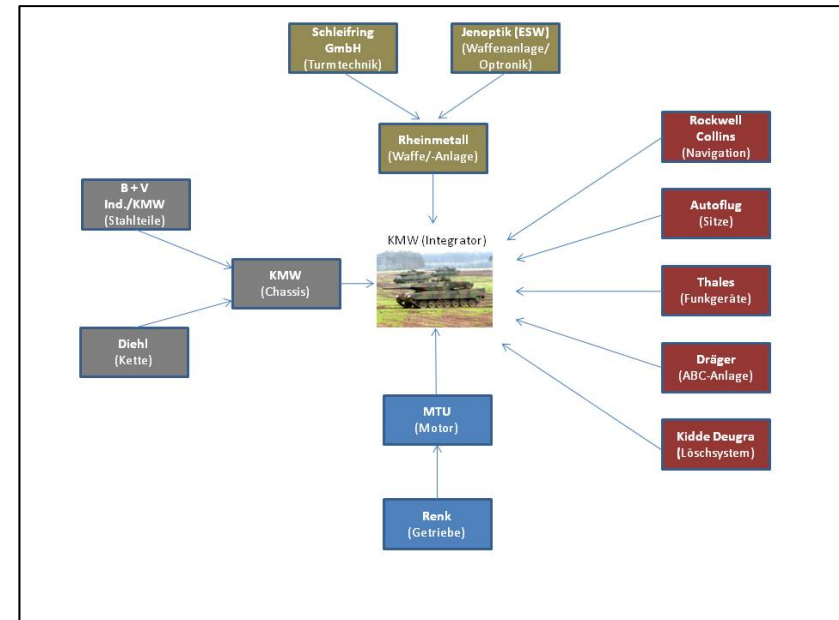 Schleifring
GmbH
(Turmtechnik)
Jenoptik (ESW)
(Waffenanlage/
Optronik)
Rheinmetall
(Waffe/-Anlage)
Rockwell
Collins
(Navigation)
B + V
Ind./KMW
(Stahlteile)
Autoflug
(Sitze)
KMW (Integrator)
KMW
(Chassis)
Thales
(Funkgeräte)
Diehl
(Kette)
Dräger
(ABC-Anlage)
MTU
(Motor)
Kidde Deugra
(Löschsystem)
Renk
(Getriebe)